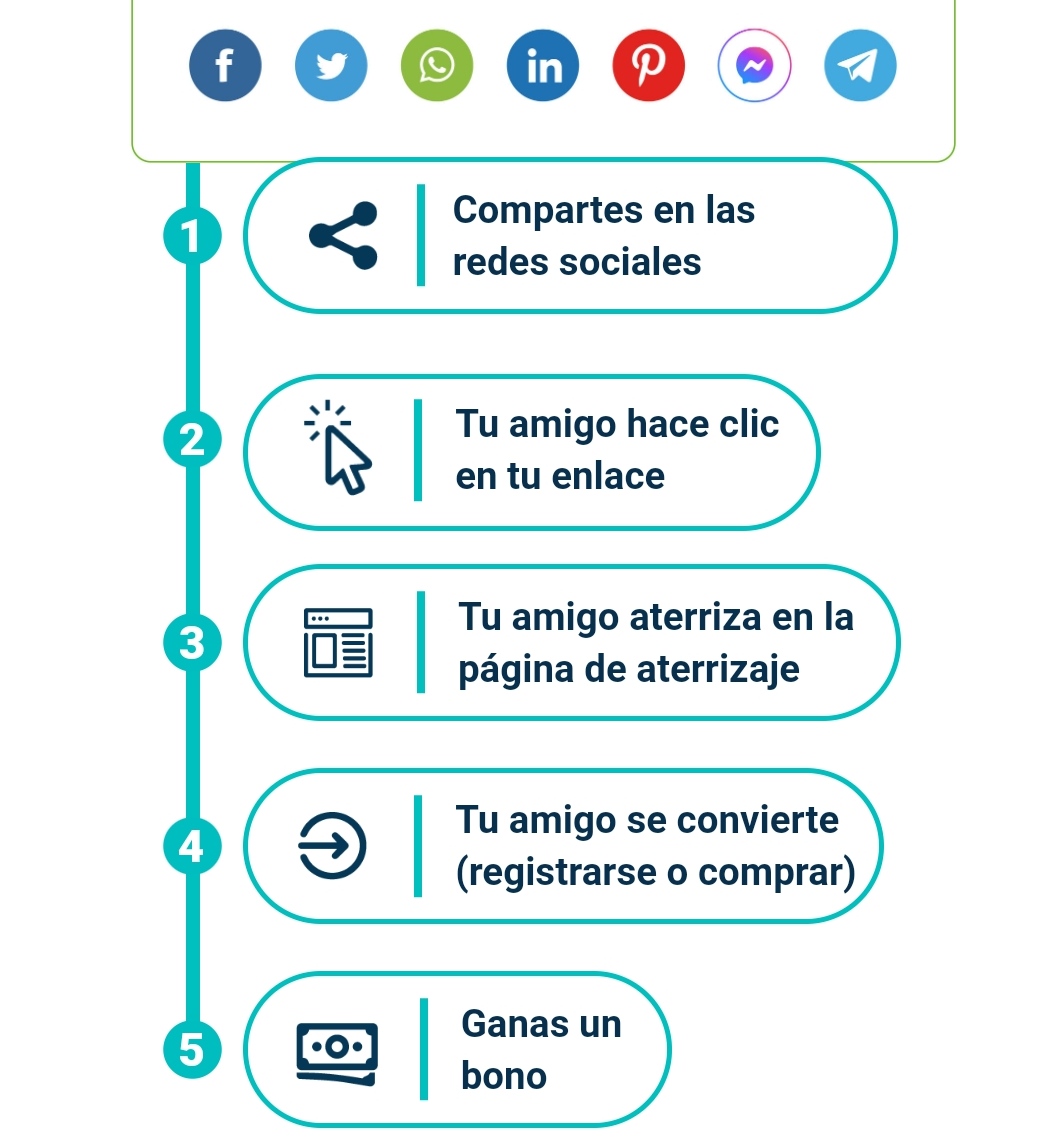 1
Compartes en las
redes sociales
2
Tu amigo hace clic
en tu enlace
3
Tu amigo aterriza en la
página de aterrizaje
4
Tu amigo se convierte
(registrarse o comprar)
5
Ganas un
bono